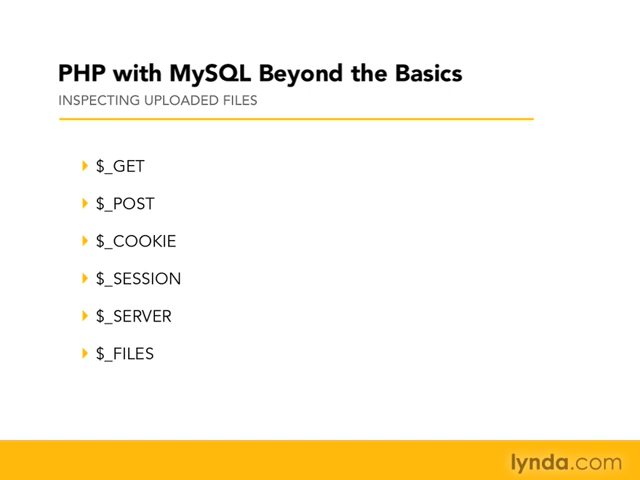 PHP with MySQL Beyond the Basics
INSPECTING UPLOADED FILES
$_GET
$_POST
$_COOKIE
$_SESSION
$_SERVER
$_FILES
lynda.com